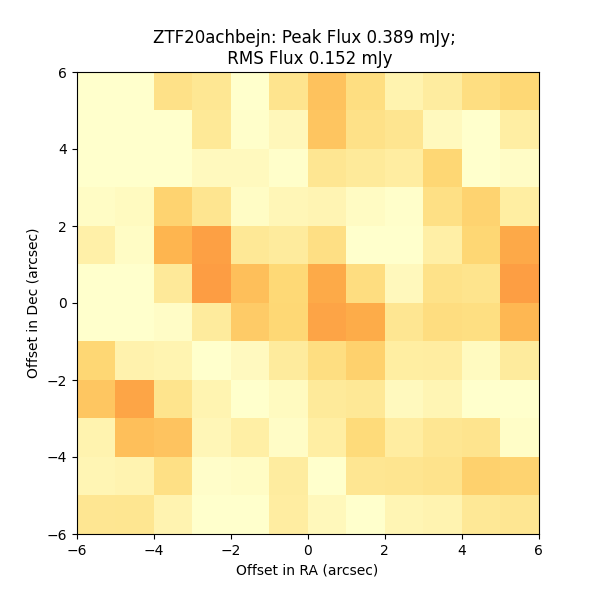 ZTF20achbejn: Peak Flux 0.389 mJy;
RMS Flux 0.152 mJy
6
4
2
0
−2
−4
−6
Offset in Dec (arcsec)
−6 −4 −2 0 2 4 6
Offset in RA (arcsec)